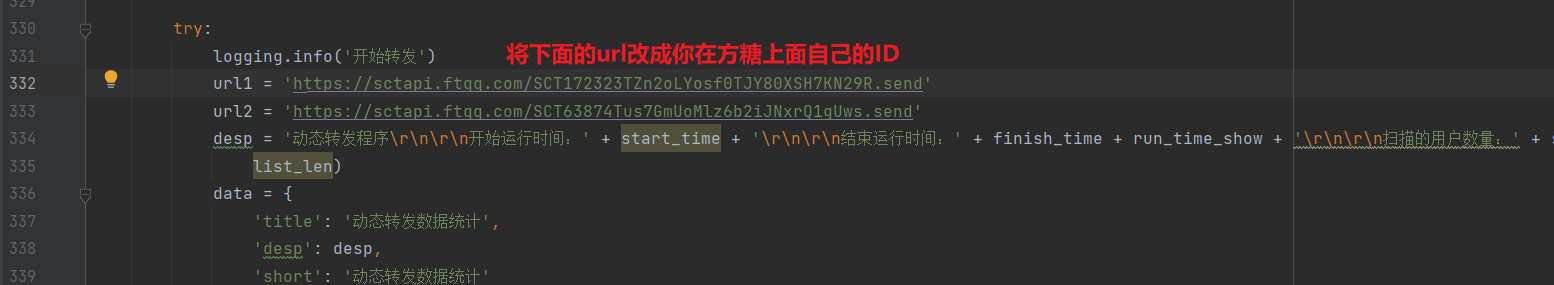 329
330 try:
331 logging.info('开始转发') 将下面的url改成你在方糖上面自己的ID
332 url1 = 'https://sctapi.ftqq.com/SCT172323TZn2oLYosf0TJY80XSH7KN29R.send'
333 url2 = 'https://sctapi.ftqq.com/SCT63874Tus7GmUoMlz6b2iJNxrQ1qUws.send'
334 desp = '动态转发程序\r\n\r\n开始运行时间：' + start_time + '\r\n\r\n结束运行时间：' + finish_time + run_time_show + '\r\n\r\n扫描的用户数量：' + s
335 list_len)
336 data = {
337 'title': '动态转发数据统计',
338 'desp': desp,
339 'short': '动态转发数据统计'